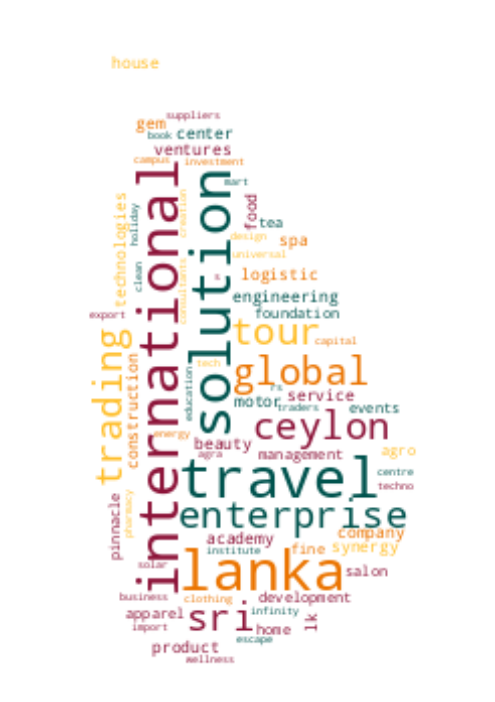 house
suppliers
gem
book
center
ventures
campus
investment
international
solution
mart
technologies
holiday
creation
food
tea
design
spa
universal
clean
consultants
s
logistic
engineering
export
foundation
trading
tour
capital
construction
tech
global
education
rs
motor
service
traders
events
energy
ceylon
beauty
agra
management
agro
travel
centre
techno
pinnacle
pharmacy
enterprise
academy
company
institute
fine
synergy
solar
lanka
salon
business
clothing
development
apparel
sri
infinity
lk
import
home
escape
product
wellness